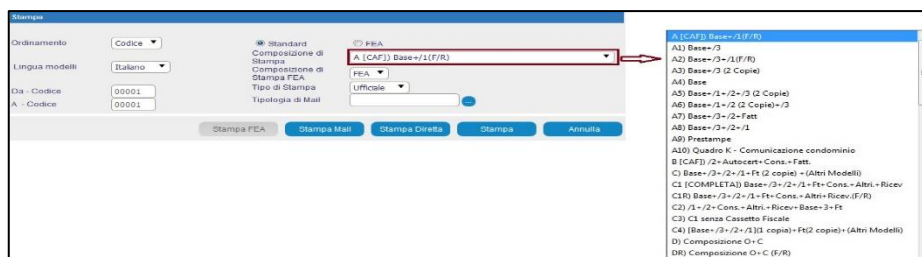 Stampa
Ordinamento
Codice
Standard
FEA
Composizione di Stampa
A [CAF]) Base+/1(F/R)
Lingua modelli
Italiano
Composizione di Stampa FEA
FEA
Da - Codice
00001
Tipo di Stampa
Ufficiale
A - Codice
00001
Tipologia di Mail
...
Stampa FEA
Stampa Mail
Stampa Diretta
Stampa
Annulla
A [CAF]) Base+/1(F/R)
A1) Base+/3
A2) Base+/3+/1(F/R)
A3) Base+/3 (2 Copie)
A4) Base
A5) Base+/1+/2+/3 (2 Copie)
A6) Base+/1+/2 (2 Copie)+/3
A7) Base+/3+/2+Fatt
A8) Base+/3+/2+/1
A9) Prestampe
A10) Quadro K - Comunicazione condominio
B [CAF]) /2+Autocert+Cons.+Fatt.
C) Base+/3+/2+/1+Ft (2 copie) +(Altri Modelli)
C1 [COMPLETA]) Base+/3+/2+/1+Ft+Cons.+Altri.+Ricev
C1R) Base+/3+/2+/1+Ft+Cons.+Altri+Ricev.(F/R)
C2) /1+/2+Cons.+Altri.+Ricev+Base+3+Ft
C3) C1 senza Cassetto Fiscale
C4) [Base+/3+/2+/1](1 copia)+Ft(2 copie)+(Altri Modelli)
D) Composizione O+C
DR) Composizione O+C (F/R)